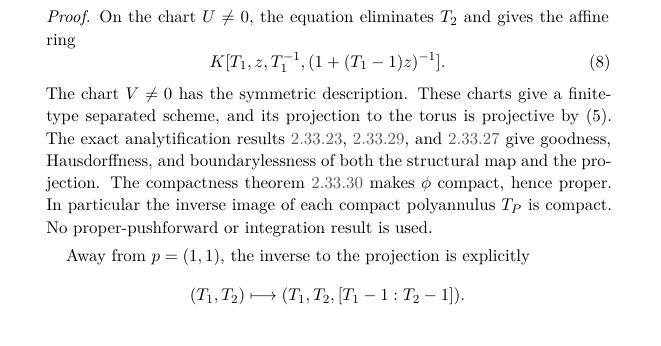 Proof. On the chart U ≠ 0, the equation eliminates T₂ and gives the affine
ring
K[T₁, z, T₁⁻¹, (1 + (T₁ − 1)z)⁻¹]. (8)
The chart V ≠ 0 has the symmetric description. These charts give a finite-
type separated scheme, and its projection to the torus is projective by (5).
The exact analytification results 2.33.23, 2.33.29, and 2.33.27 give goodness,
Hausdorffness, and boundarylessness of both the structural map and the pro-
jection. The compactness theorem 2.33.30 makes ϕ compact, hence proper.
In particular the inverse image of each compact polyannulus T_P is compact.
No proper-pushforward or integration result is used.
Away from p = (1, 1), the inverse to the projection is explicitly
(T₁, T₂) ⟼ (T₁, T₂, [T₁ − 1 : T₂ − 1]).